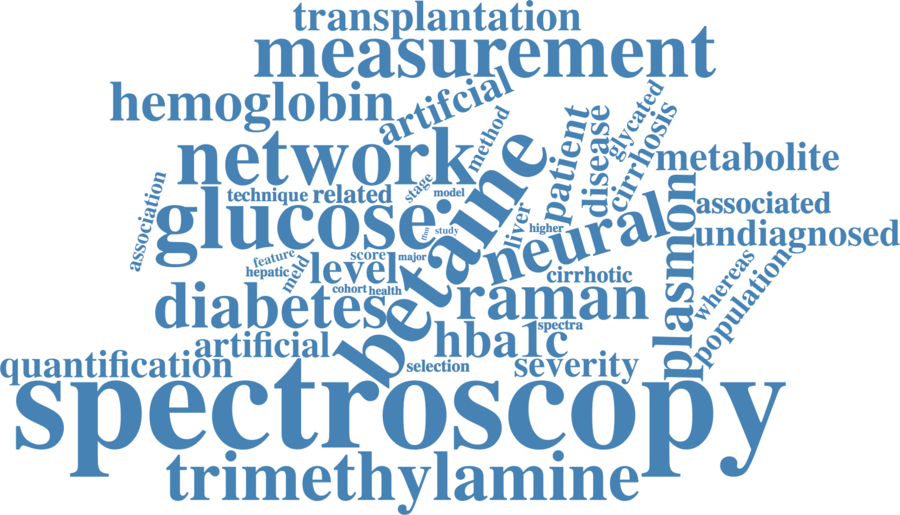 transplantation
measurement
hemoglobin
artifcial
method
glycated
cirrhosis
patient
disease
network
metabolite
association
technique
related
stage
model
betaine
glucose
plasmon
associated
than
study
liver
higher
neural
undiagnosed
feature
hepatic
meld
score
level
major
cirrhotic
whereas
population
diabetes
cohort
health
raman
artificial
hba1c
spectra
quantification
selection
severity
spectroscopy
trimethylamine